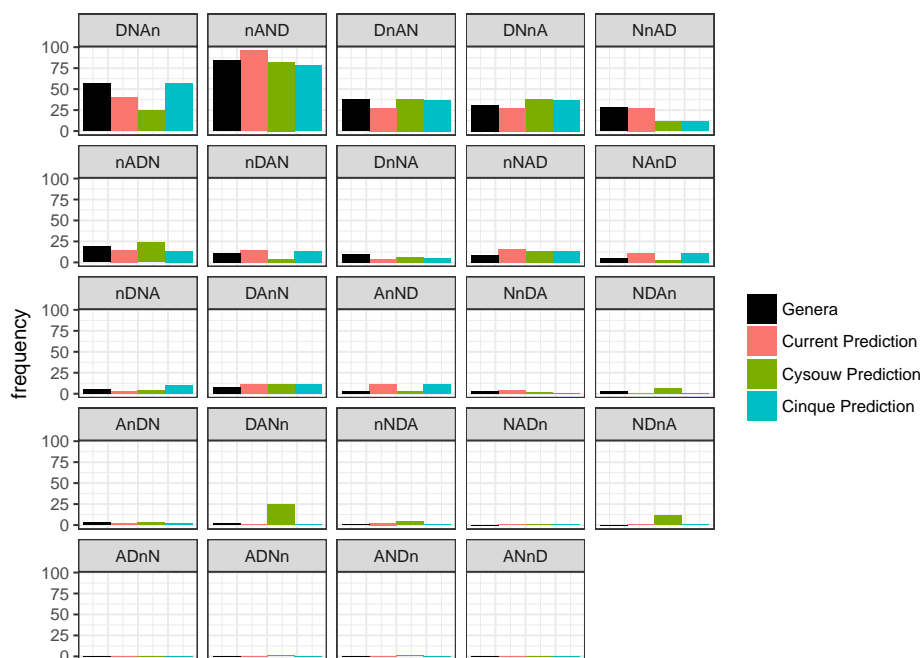 DNAn nAND DnAN DNnA NnAD
100
75
50
25
0
nADN nDAN DnNA nNAD NAnD
100
75
50
25
0
nDNA DAnN AnND NnDA NDAn
100
75
50
25
0
AnDN DANn nNDA NADn NDnA
100
75
50
25
0
ADnN ADNn ANDn ANnD
100
75
50
25
0
frequency
Genera
Current Prediction
Cysouw Prediction
Cinque Prediction